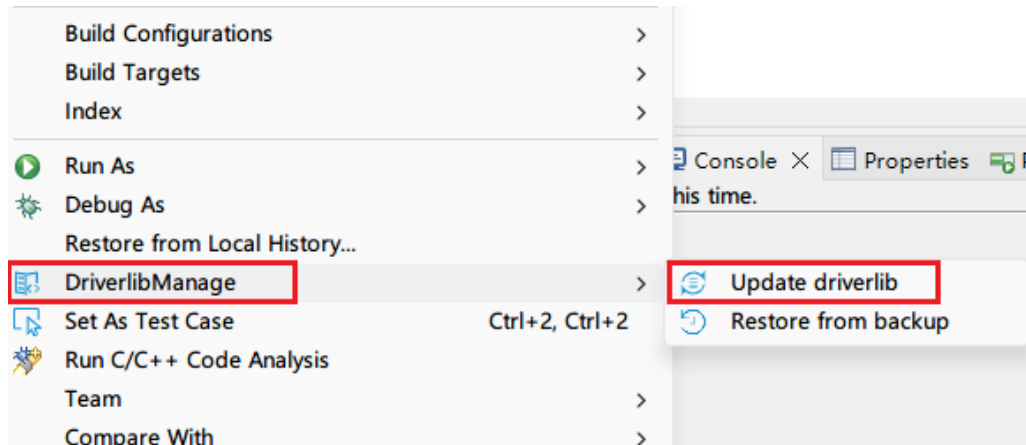 Build Configurations
Build Targets
Index
Run As
Debug As
Restore from Local History...
DriverlibManage
Set As Test Case Ctrl+2, Ctrl+2
Run C/C++ Code Analysis
Team
Compare With
Console Properties
his time.
Update driverlib
Restore from backup